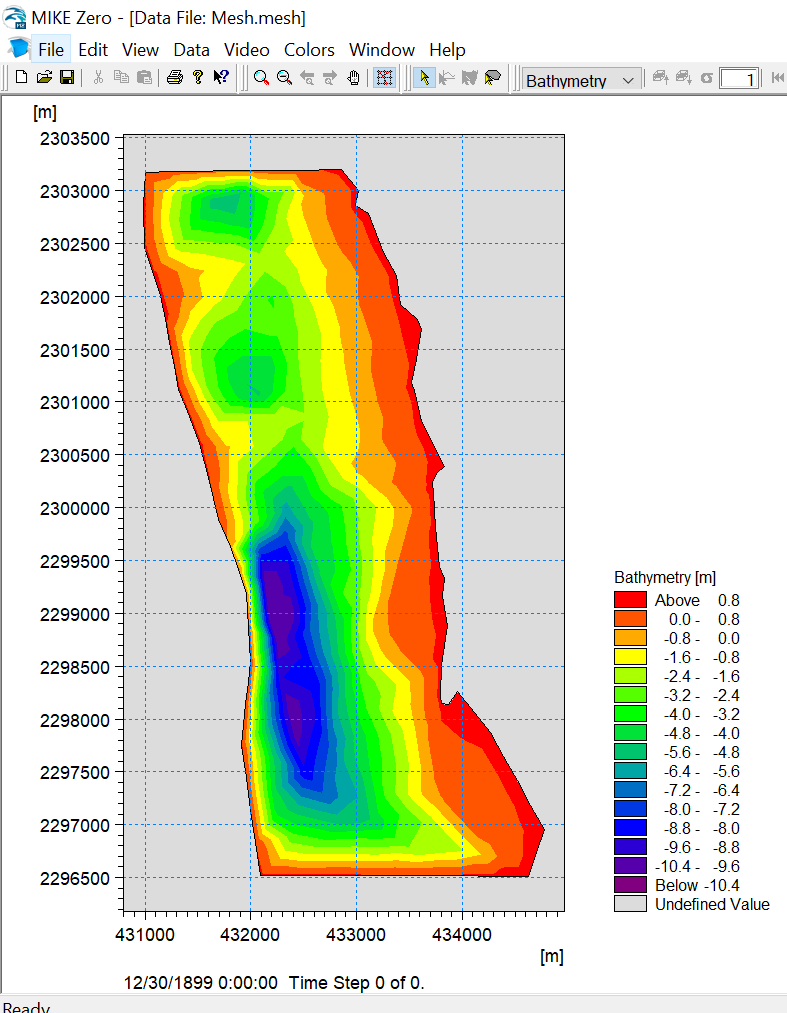 MIKE Zero - [Data File: Mesh.mesh]
File Edit View Data Video Colors Window Help
Bathymetry 1
[m]
2303500
2303000
2302500
2302000
2301500
2301000
2300500
2300000
2299500
2299000
2298500
2298000
2297500
2297000
2296500
431000 432000 433000 434000
[m]
12/30/1899 0:00:00 Time Step 0 of 0.
Bathymetry [m]
Above 0.8
0.0 - 0.8
-0.8 - 0.0
-1.6 - -0.8
-2.4 - -1.6
-3.2 - -2.4
-4.0 - -3.2
-4.8 - -4.0
-5.6 - -4.8
-6.4 - -5.6
-7.2 - -6.4
-8.0 - -7.2
-8.8 - -8.0
-9.6 - -8.8
-10.4 - -9.6
Below -10.4
Undefined Value
Ready